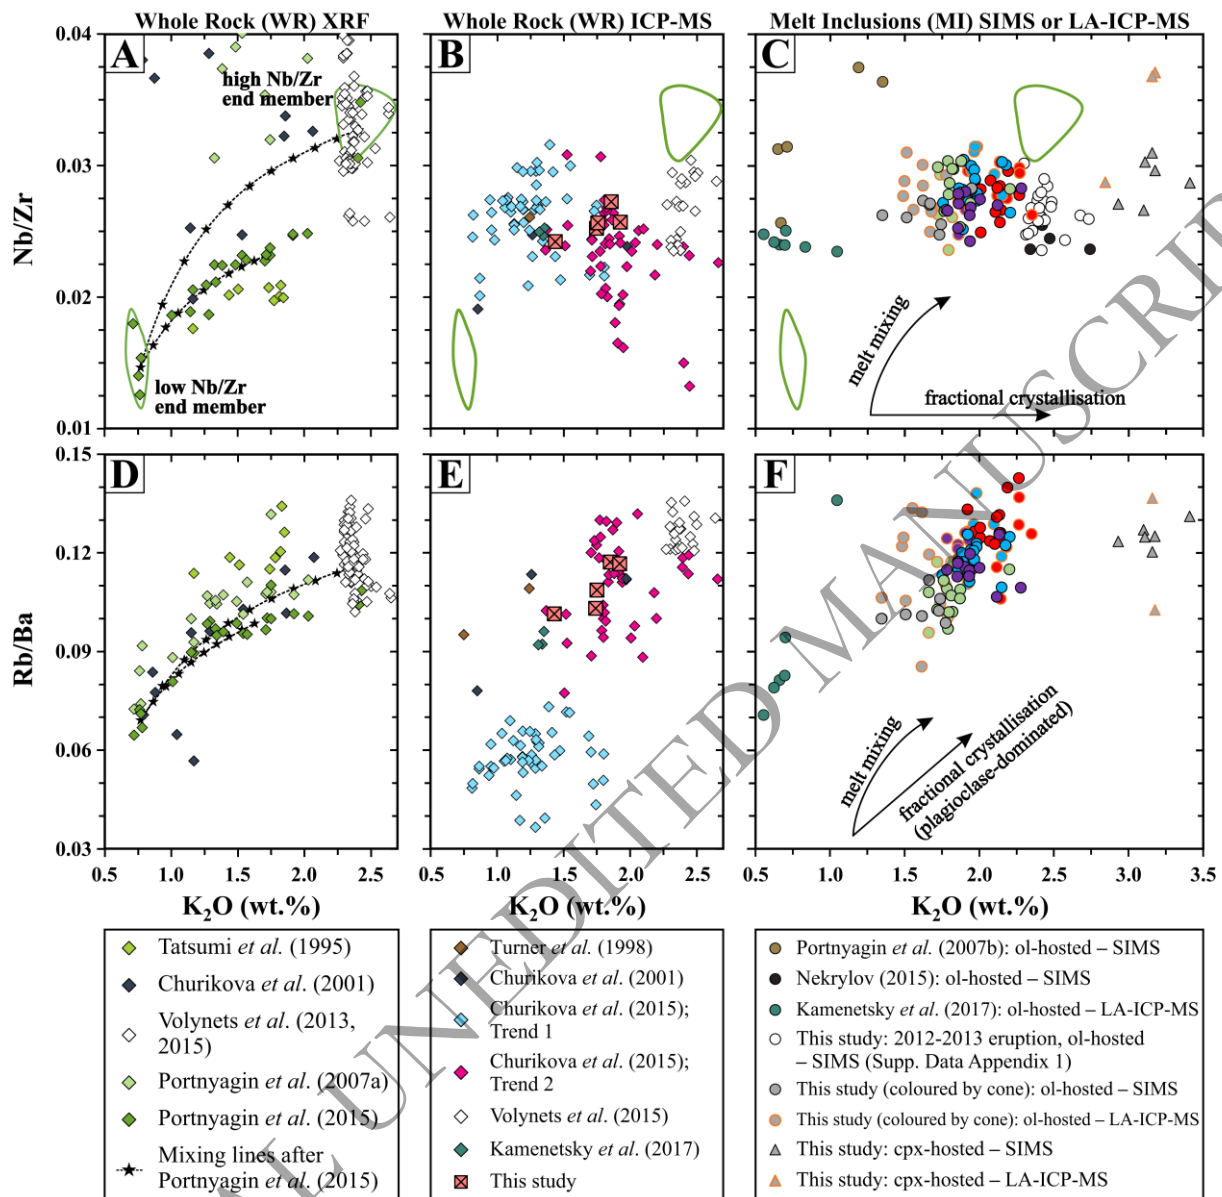 Whole Rock (WR) XRF
Whole Rock (WR) ICP-MS
Melt Inclusions (MI) SIMS or LA-ICP-MS
A
high Nb/Zr
end member
low Nb/Zr
end member
0.04
0.03
0.02
0.01
Nb/Zr
B
C
melt mixing
fractional crystallisation
D
0.15
0.12
0.09
0.06
0.03
Rb/Ba
0.5 1.0 1.5 2.0 2.5
K₂O (wt.%)
E
0.5 1.0 1.5 2.0 2.5
K₂O (wt.%)
F
melt mixing
fractional crystallisation
(plagioclase-dominated)
0.5 1.0 1.5 2.0 2.5 3.0 3.5
K₂O (wt.%)
Tatsumi et al. (1995)
Churikova et al. (2001)
Volynets et al. (2013,
2015)
Portnyagin et al. (2007a)
Portnyagin et al. (2015)
Mixing lines after
Portnyagin et al. (2015)
Turner et al. (1998)
Churikova et al. (2001)
Churikova et al. (2015);
Trend 1
Churikova et al. (2015);
Trend 2
Volynets et al. (2015)
Kamenetsky et al. (2017)
This study
Portnyagin et al. (2007b): ol-hosted – SIMS
Nekrylov (2015): ol-hosted – SIMS
Kamenetsky et al. (2017): ol-hosted – LA-ICP-MS
This study: 2012-2013 eruption, ol-hosted
– SIMS (Supp. Data Appendix 1)
This study (coloured by cone): ol-hosted – SIMS
This study (coloured by cone): ol-hosted – LA-ICP-MS
This study: cpx-hosted – SIMS
This study: cpx-hosted – LA-ICP-MS
AL UNEDITED MANUSCRIP